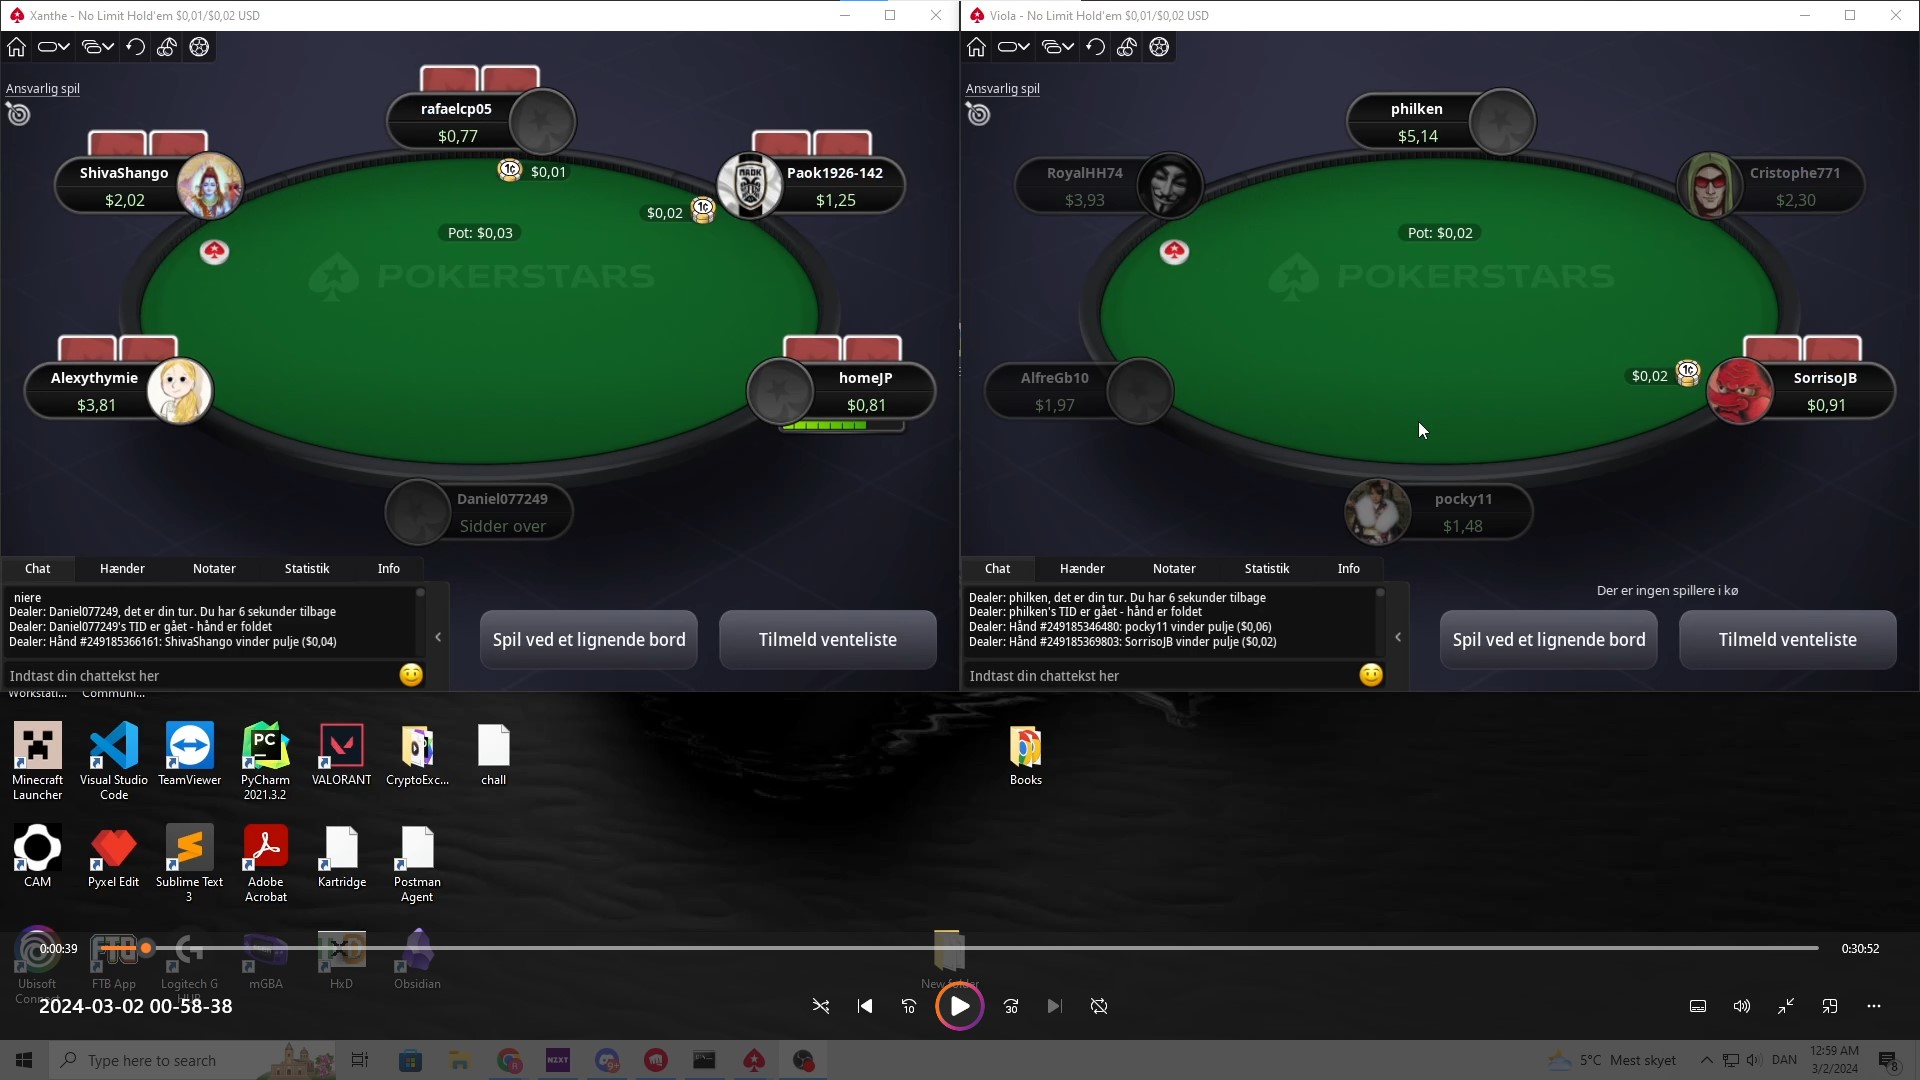 Xanthe - No Limit Hold'em $0,01/$0,02 USD
Ansvarlig spil
rafaelcp05
$0,77
ShivaShango
$2,02
Paok1926-142
$1,25
1¢ $0,01
$0,02 1¢
Pot: $0,03
POKERSTARS
Alexythymie
$3,81
homeJP
$0,81
Daniel077249
Sidder over
Chat Hænder Notater Statistik Info
niere
Dealer: Daniel077249, det er din tur. Du har 6 sekunder tilbage
Dealer: Daniel077249's TID er gået - hånd er foldet
Dealer: Hånd #249185366161: ShivaShango vinder pulje ($0,04)
Indtast din chattekst her
Spil ved et lignende bord
Tilmeld venteliste
Viola - No Limit Hold'em $0,01/$0,02 USD
Ansvarlig spil
philken
$5,14
RoyalHH74
$3,93
Cristophe771
$2,30
Pot: $0,02
POKERSTARS
AlfreGb10
$1,97
$0,02 1¢
SorrisoJB
$0,91
pocky11
$1,48
Chat Hænder Notater Statistik Info
Dealer: philken, det er din tur. Du har 6 sekunder tilbage
Dealer: philken's TID er gået - hånd er foldet
Dealer: Hånd #249185346480: pocky11 vinder pulje ($0,06)
Dealer: Hånd #249185369803: SorrisoJB vinder pulje ($0,02)
Indtast din chattekst her
Der er ingen spillere i kø
Spil ved et lignende bord
Tilmeld venteliste
Workstati...
Communi...
Minecraft
Launcher
Visual Studio
Code
TeamViewer
PyCharm
2021.3.2
VALORANT
CryptoExc...
chall
Books
CAM
Pyxel Edit
Sublime Text
3
Adobe
Acrobat
Kartridge
Postman
Agent
0:00:39
0:30:52
FTB App
Logitech G
mGBA
HxD
Obsidian
New folder
2024-03-02 00-58-38
10
30
Type here to search
NZXT
5°C Mest skyet
DAN
12:59 AM
3/2/2024
8